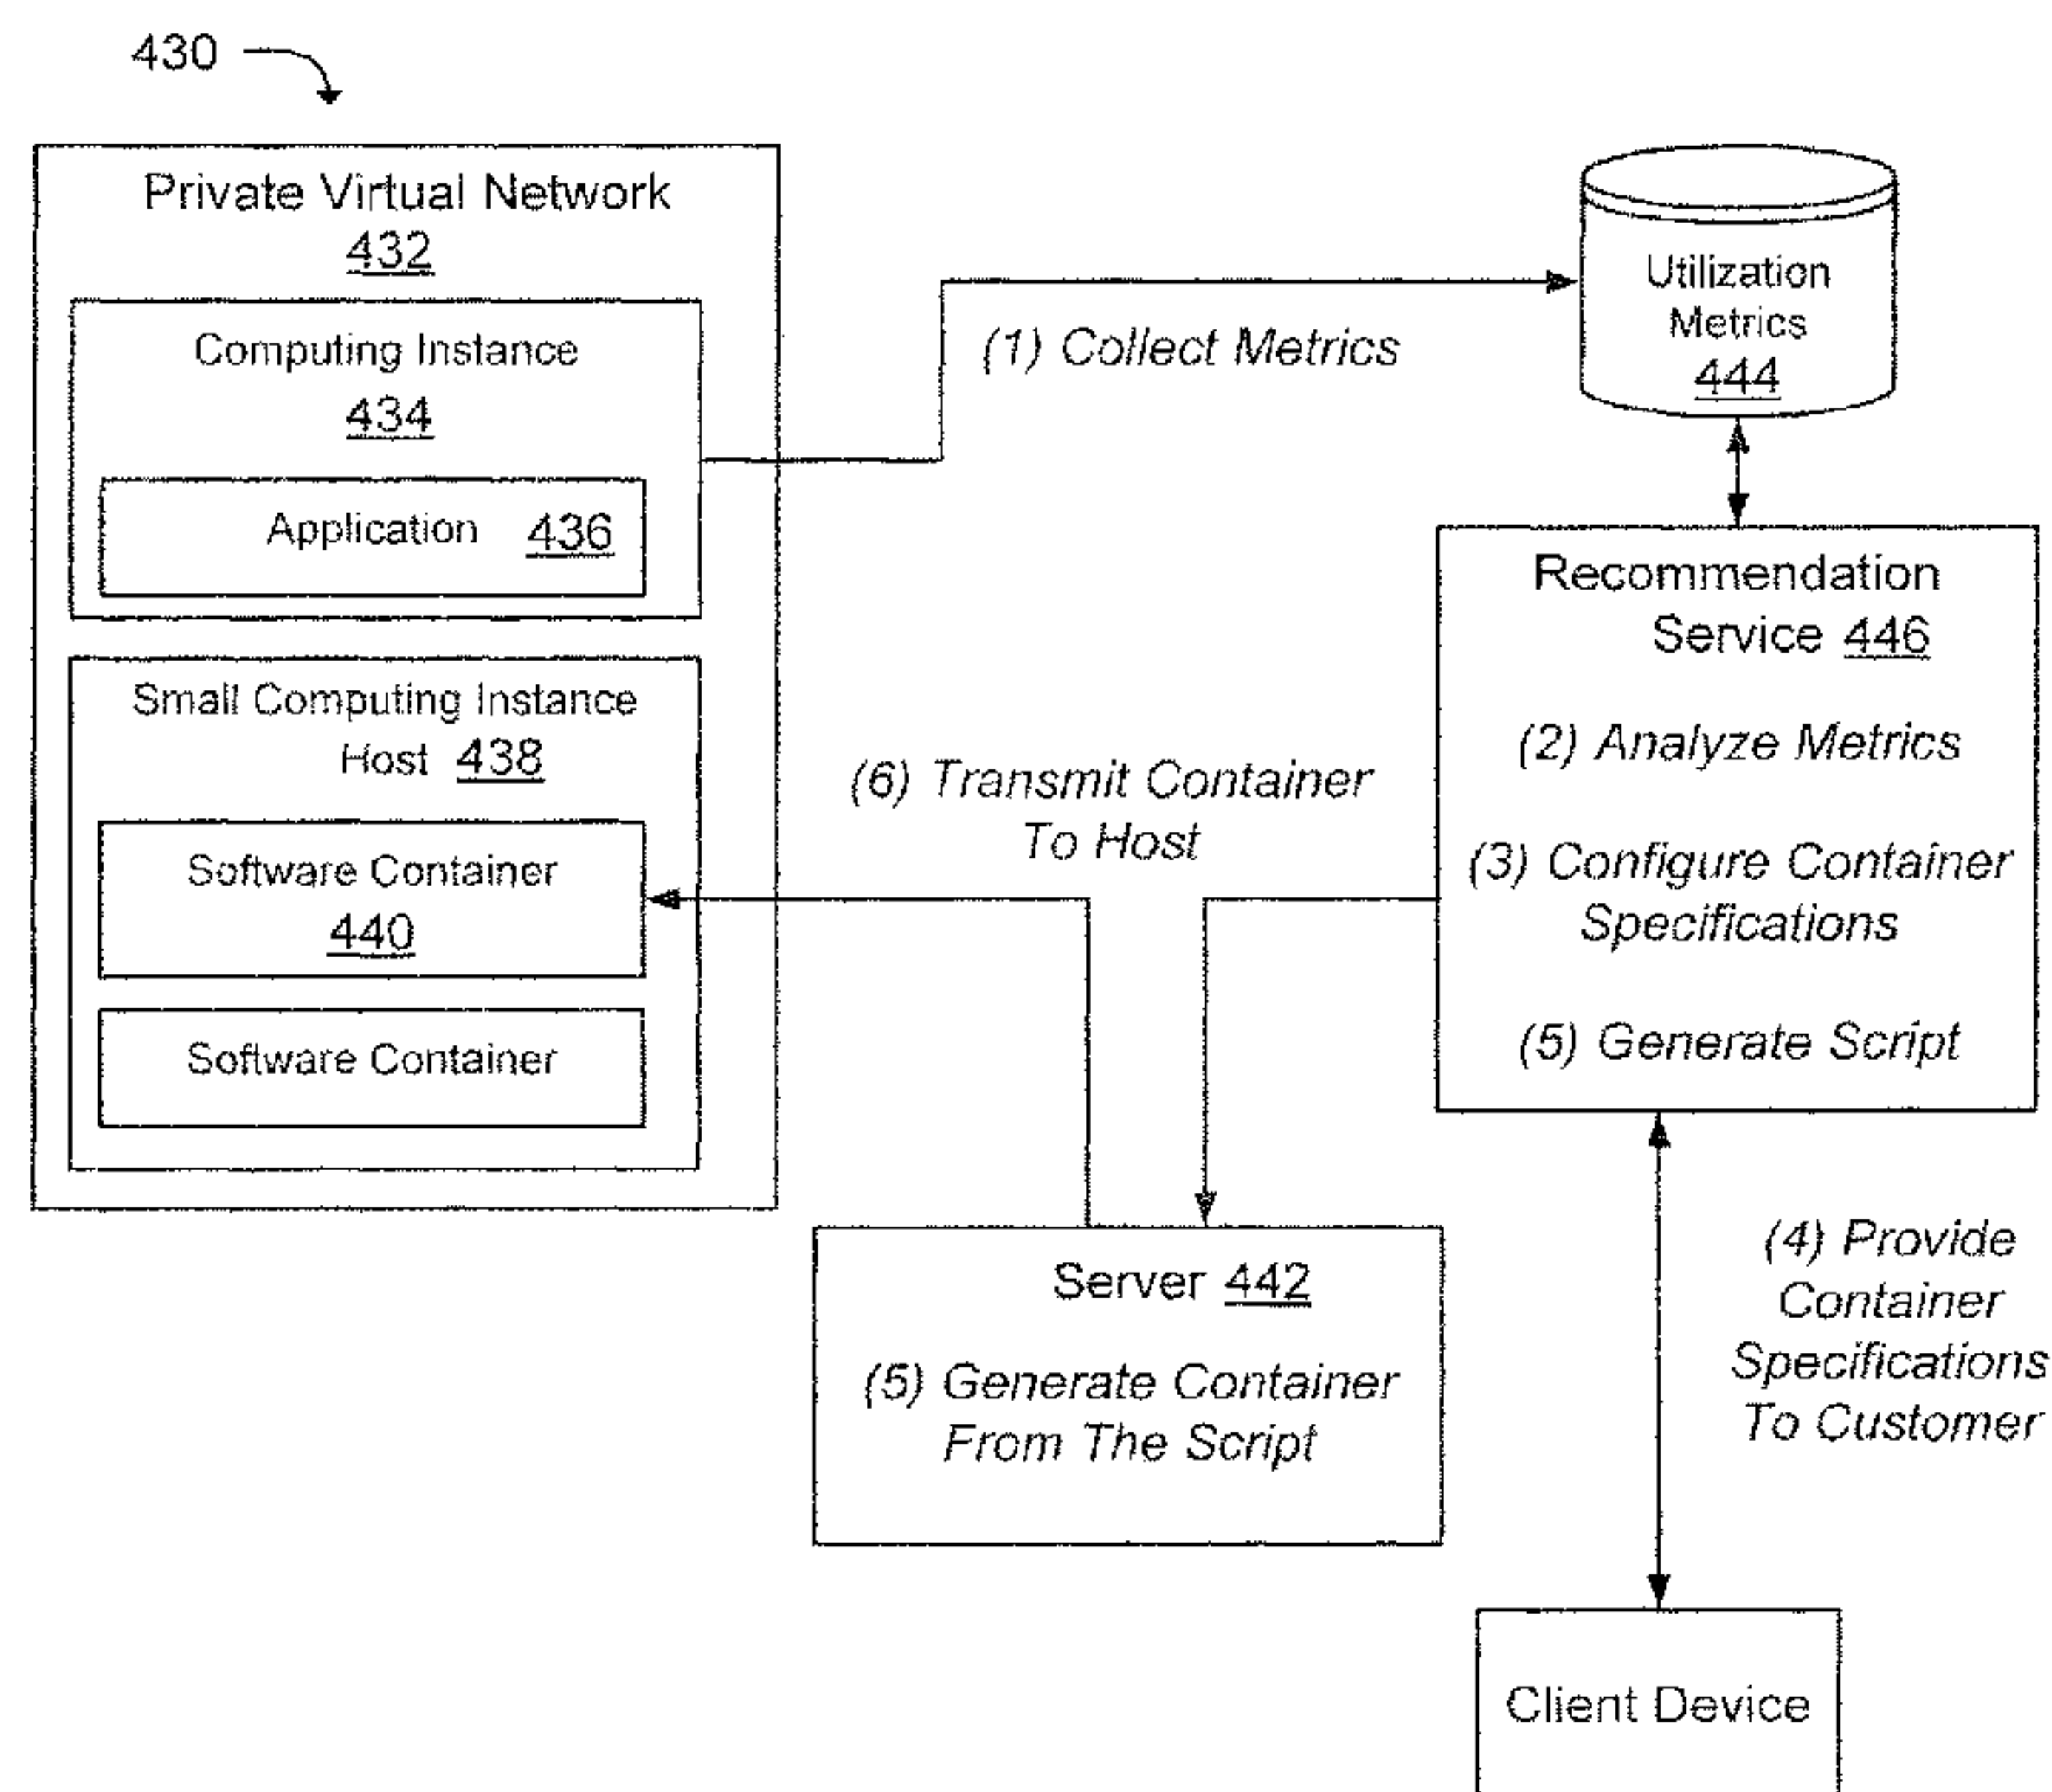 430
Private Virtual Network
432
Computing Instance
434
Application 436
Small Computing Instance
Host 438
Software Container
440
Software Container
(1) Collect Metrics
Utilization
Metrics
444
Recommendation
Service 446
(2) Analyze Metrics
(3) Configure Container
Specifications
(5) Generate Script
(6) Transmit Container
To Host
Server 442
(5) Generate Container
From The Script
(4) Provide
Container
Specifications
To Customer
Client Device